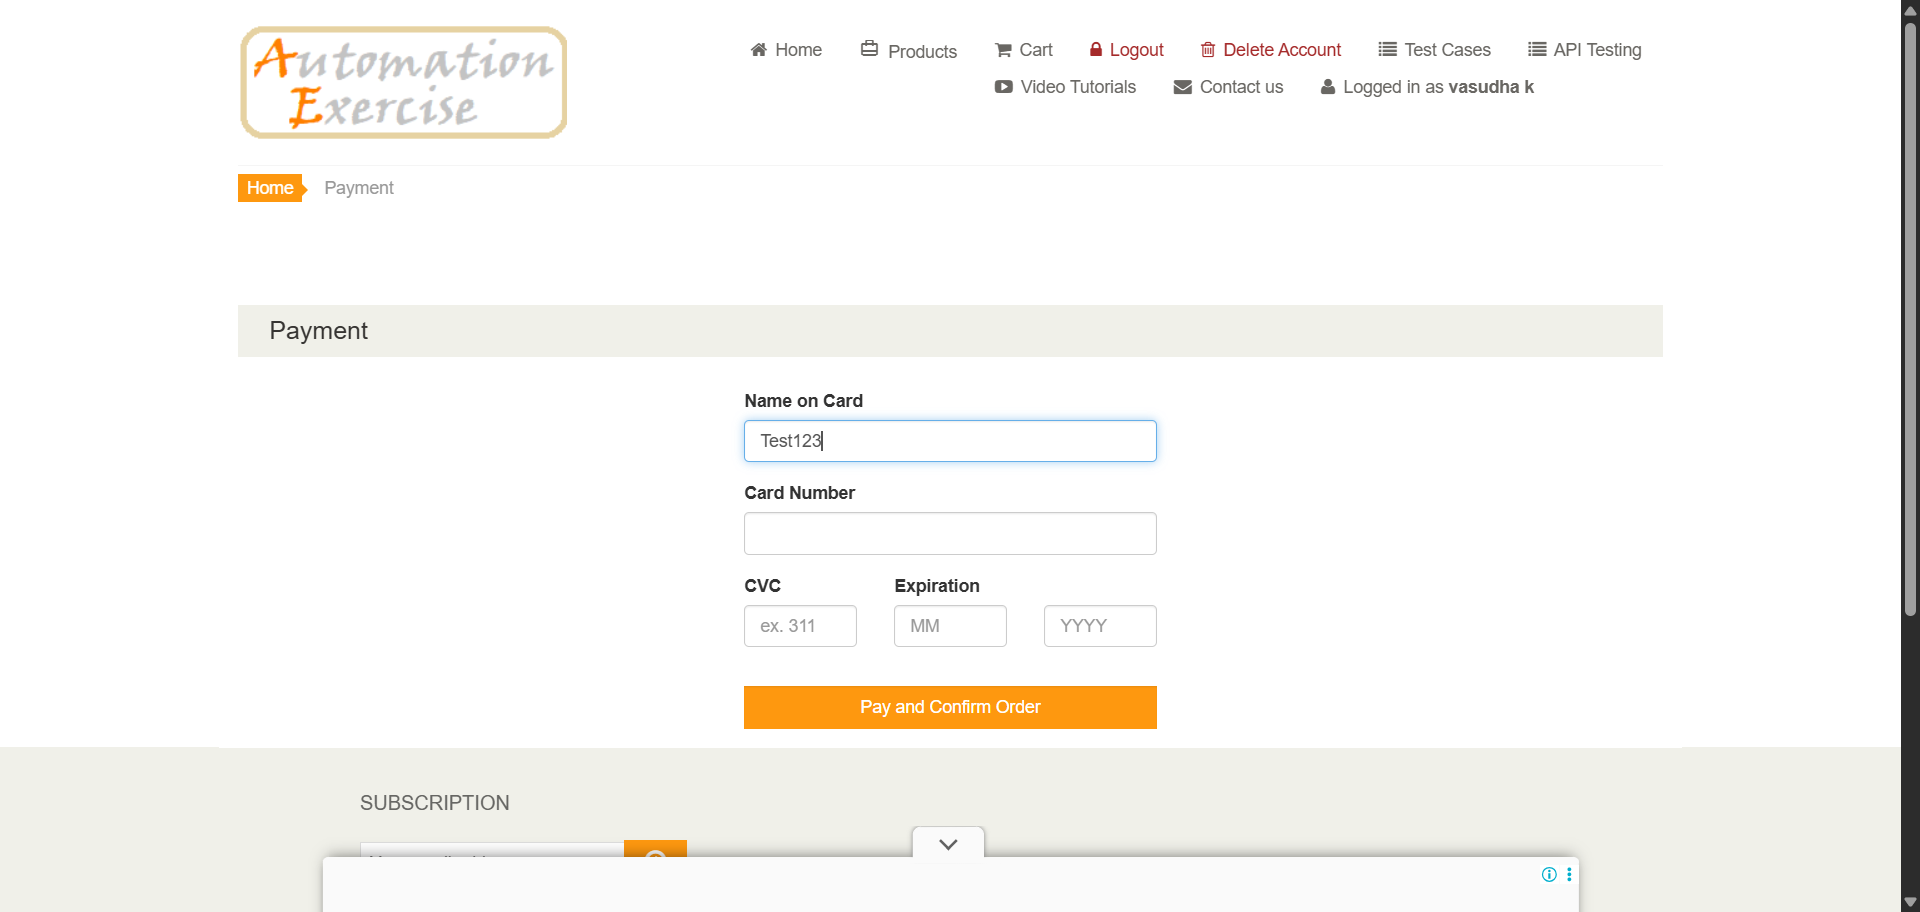 Automation
Exercise
Home Products Cart Logout Delete Account Test Cases API Testing
Video Tutorials Contact us Logged in as vasudha k
Home Payment
Payment
Name on Card
Test123
Card Number
CVC Expiration
ex. 311 MM YYYY
Pay and Confirm Order
SUBSCRIPTION